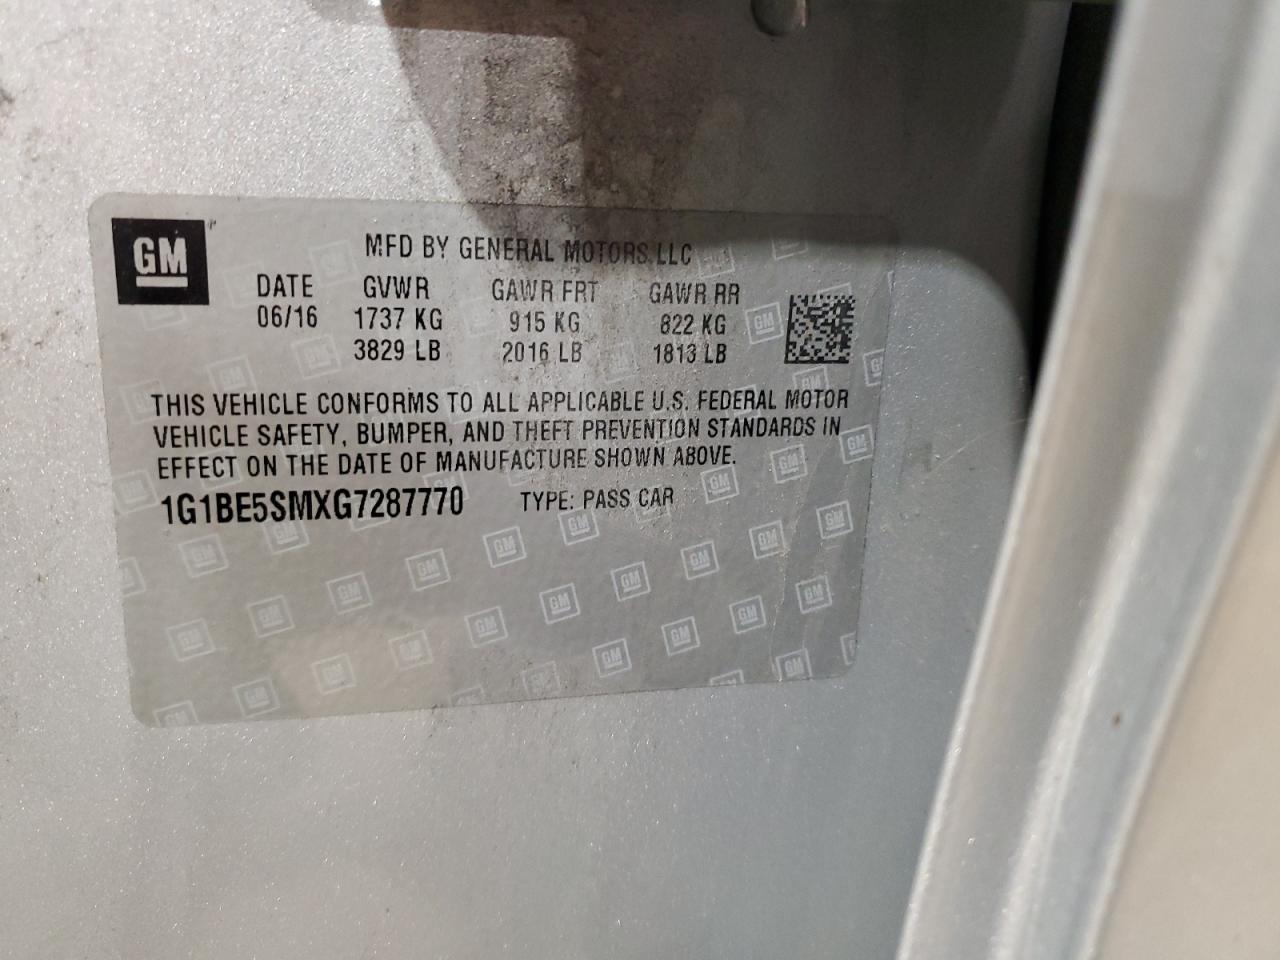 GM
MFD BY GENERAL MOTORS LLC
DATE GVWR GAWR FRT GAWR RR
06/16 1737 KG 915 KG 822 KG
3829 LB 2016 LB 1813 LB
THIS VEHICLE CONFORMS TO ALL APPLICABLE U.S. FEDERAL MOTOR
VEHICLE SAFETY, BUMPER, AND THEFT PREVENTION STANDARDS IN
EFFECT ON THE DATE OF MANUFACTURE SHOWN ABOVE.
1G1BE5SMXG7287770 TYPE: PASS CAR